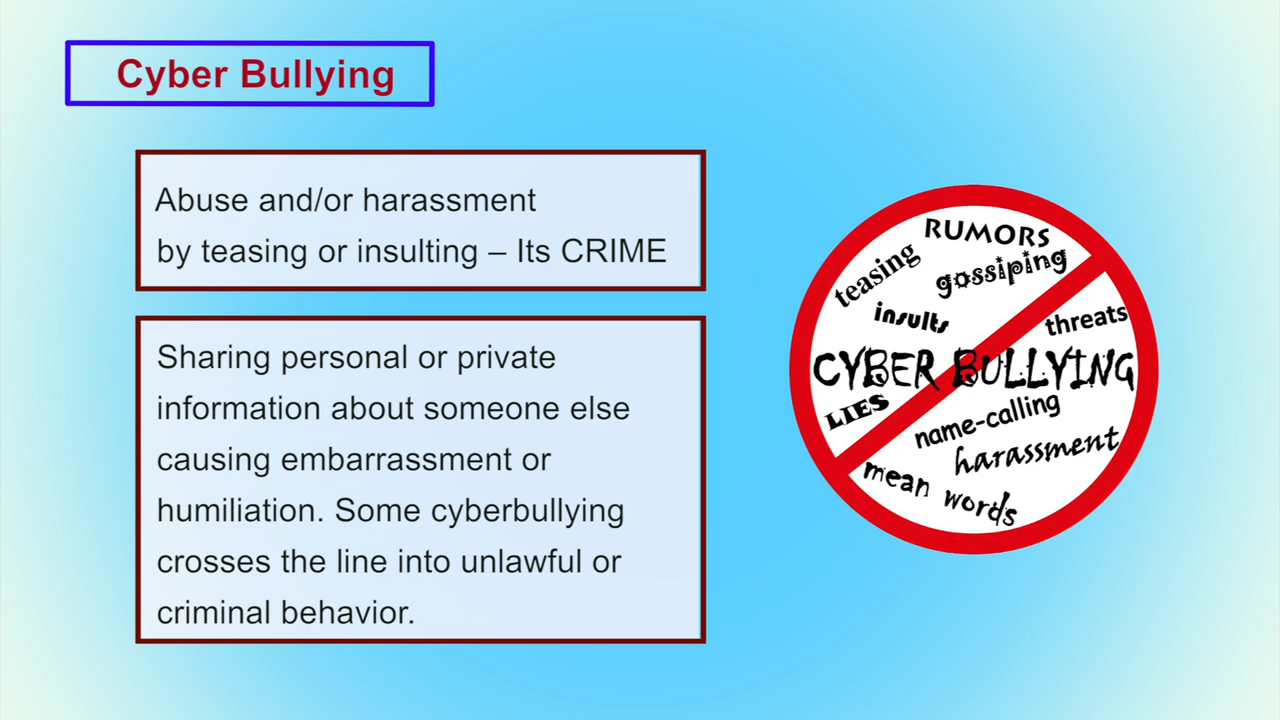 Cyber Bullying
Abuse and/or harassment
by teasing or insulting – Its CRIME
Sharing personal or private
information about someone else
causing embarrassment or
humiliation. Some cyberbullying
crosses the line into unlawful or
criminal behavior.
RUMORS
teasing
gossiping
insults
threats
CYBER BULLYING
LIES
name-calling
harassment
mean words